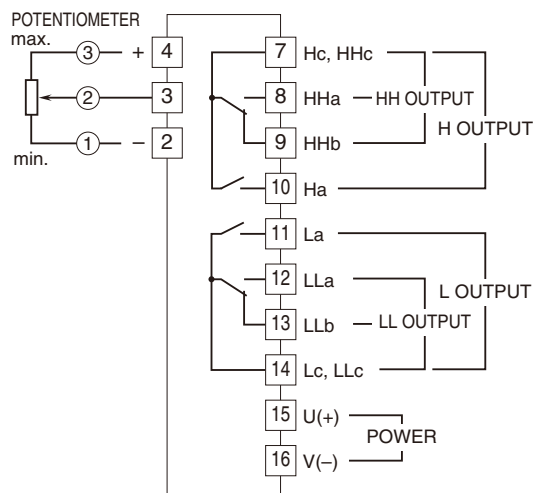 POTENTIOMETER
max.
3 + 4
2 3
1 − 2
min.
7 Hc, HHc
8 HHa HH OUTPUT
9 HHb
H OUTPUT
10 Ha
11 La
12 LLa
L OUTPUT
13 LLb LL OUTPUT
14 Lc, LLc
15 U(+)
POWER
16 V(−)